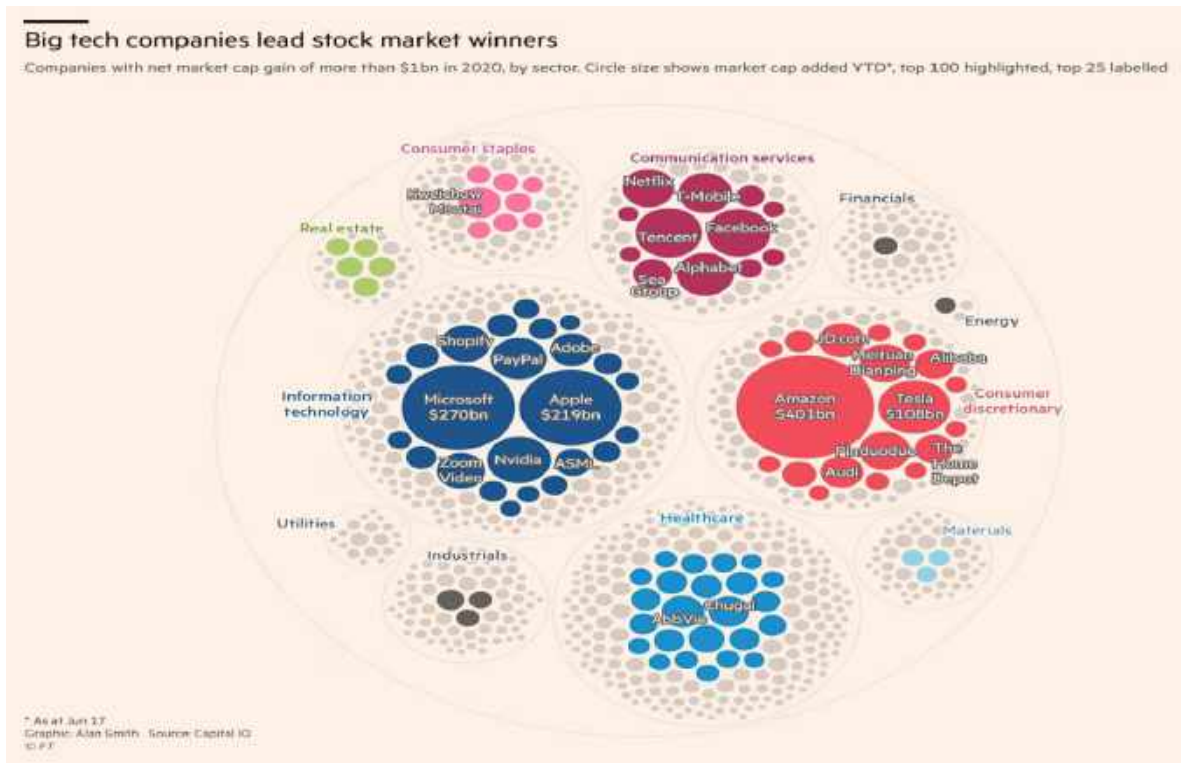 Big tech companies lead stock market winners
Companies with net market cap gain of more than $1bn in 2020, by sector. Circle size shows market cap added YTD*, top 100 highlighted, top 25 labelled
Consumer staples
Communication services
Netflix
T-Mobile
Kweichow
Moutai
Financials
Real estate
Tencent
Facebook
Alphabet
Sea
Group
Energy
Shopify
PayPal
Adobe
JD.com
Meituan
Dianping
Alibaba
Information
technology
Microsoft
$270bn
Apple
$219bn
Amazon
$401bn
Tesla
$108bn
Consumer
discretionary
Zoom
Video
Nvidia
ASML
Pinduoduo
Audi
The
Home
Depot
Utilities
Healthcare
Materials
Industrials
Chugai
AbbVie
* As at Jun 17
Graphic: Alan Smith Source: Capital IQ
© FT